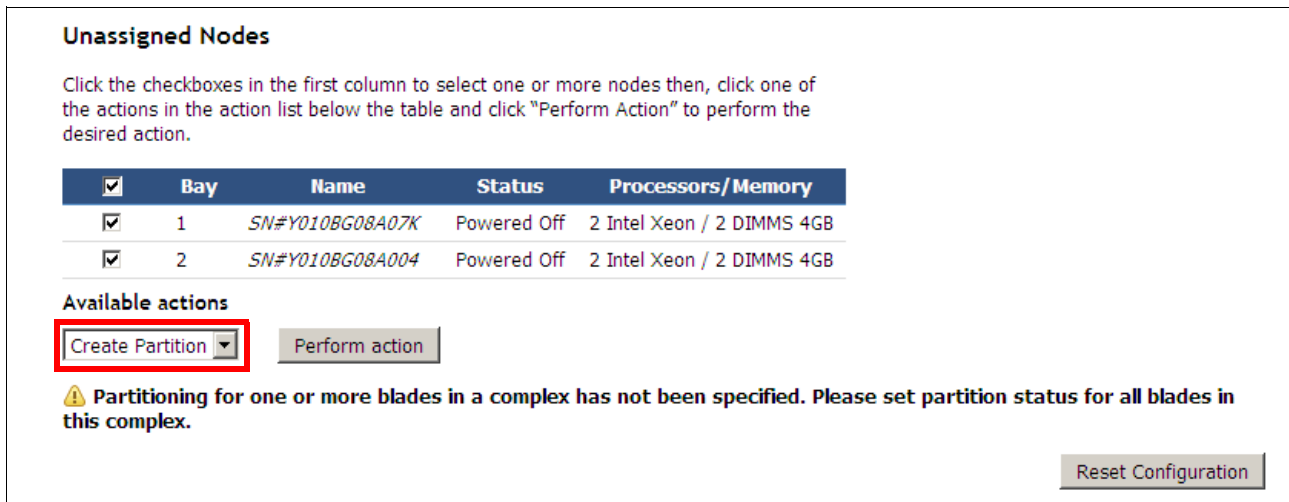 Unassigned Nodes
Click the checkboxes in the first column to select one or more nodes then, click one of
the actions in the action list below the table and click “Perform Action” to perform the
desired action.
Bay Name Status Processors/Memory
1 SN#Y010BG08A07K Powered Off 2 Intel Xeon / 2 DIMMS 4GB
2 SN#Y010BG08A004 Powered Off 2 Intel Xeon / 2 DIMMS 4GB
Available actions
Create Partition Perform action
Partitioning for one or more blades in a complex has not been specified. Please set partition status for all blades in
this complex.
Reset Configuration